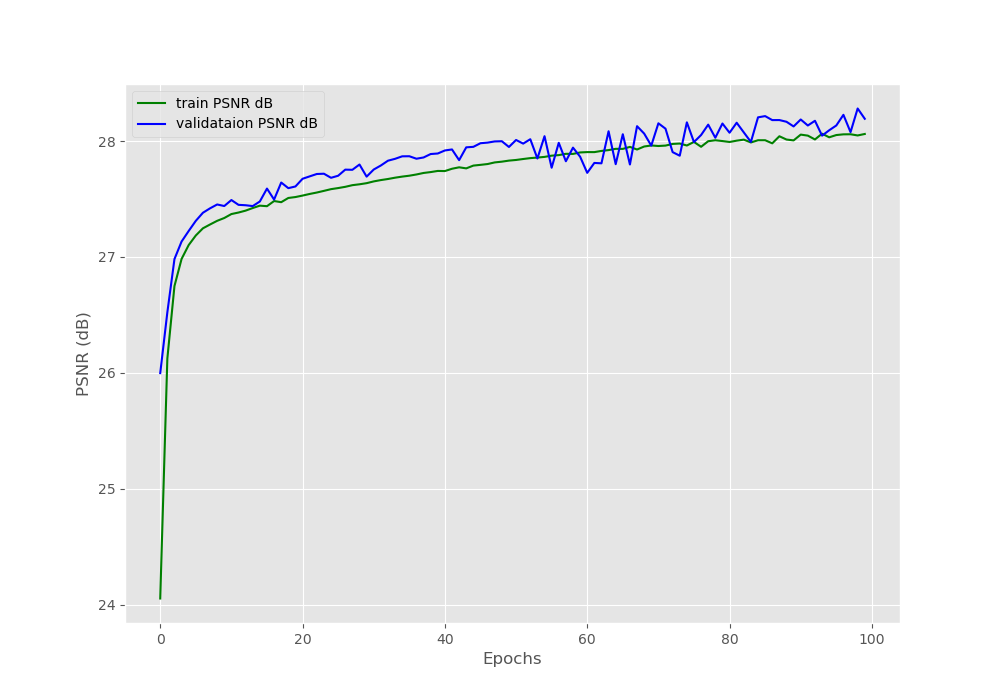 train PSNR dB
validataion PSNR dB
28
27
26
25
24
PSNR (dB)
0 20 40 60 80 100
Epochs